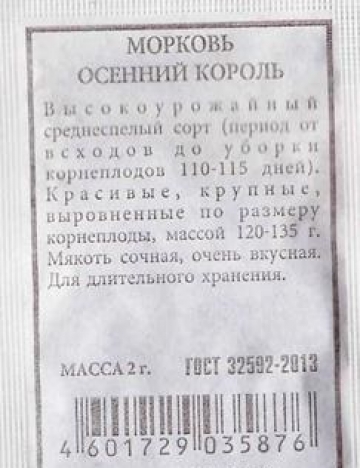 МОРКОВЬ
ОСЕННИЙ КОРОЛЬ
Высокоурожайный
среднеспелый сорт (период от
всходов до уборки
корнеплодов 110-115 дней).
Красивые, крупные,
выровненные по размеру
корнеплоды, массой 120-135 г.
Мякоть сочная, очень вкусная.
Для длительного хранения.
МАССА 2 г. ГОСТ 32592-2013
4 601729 035876